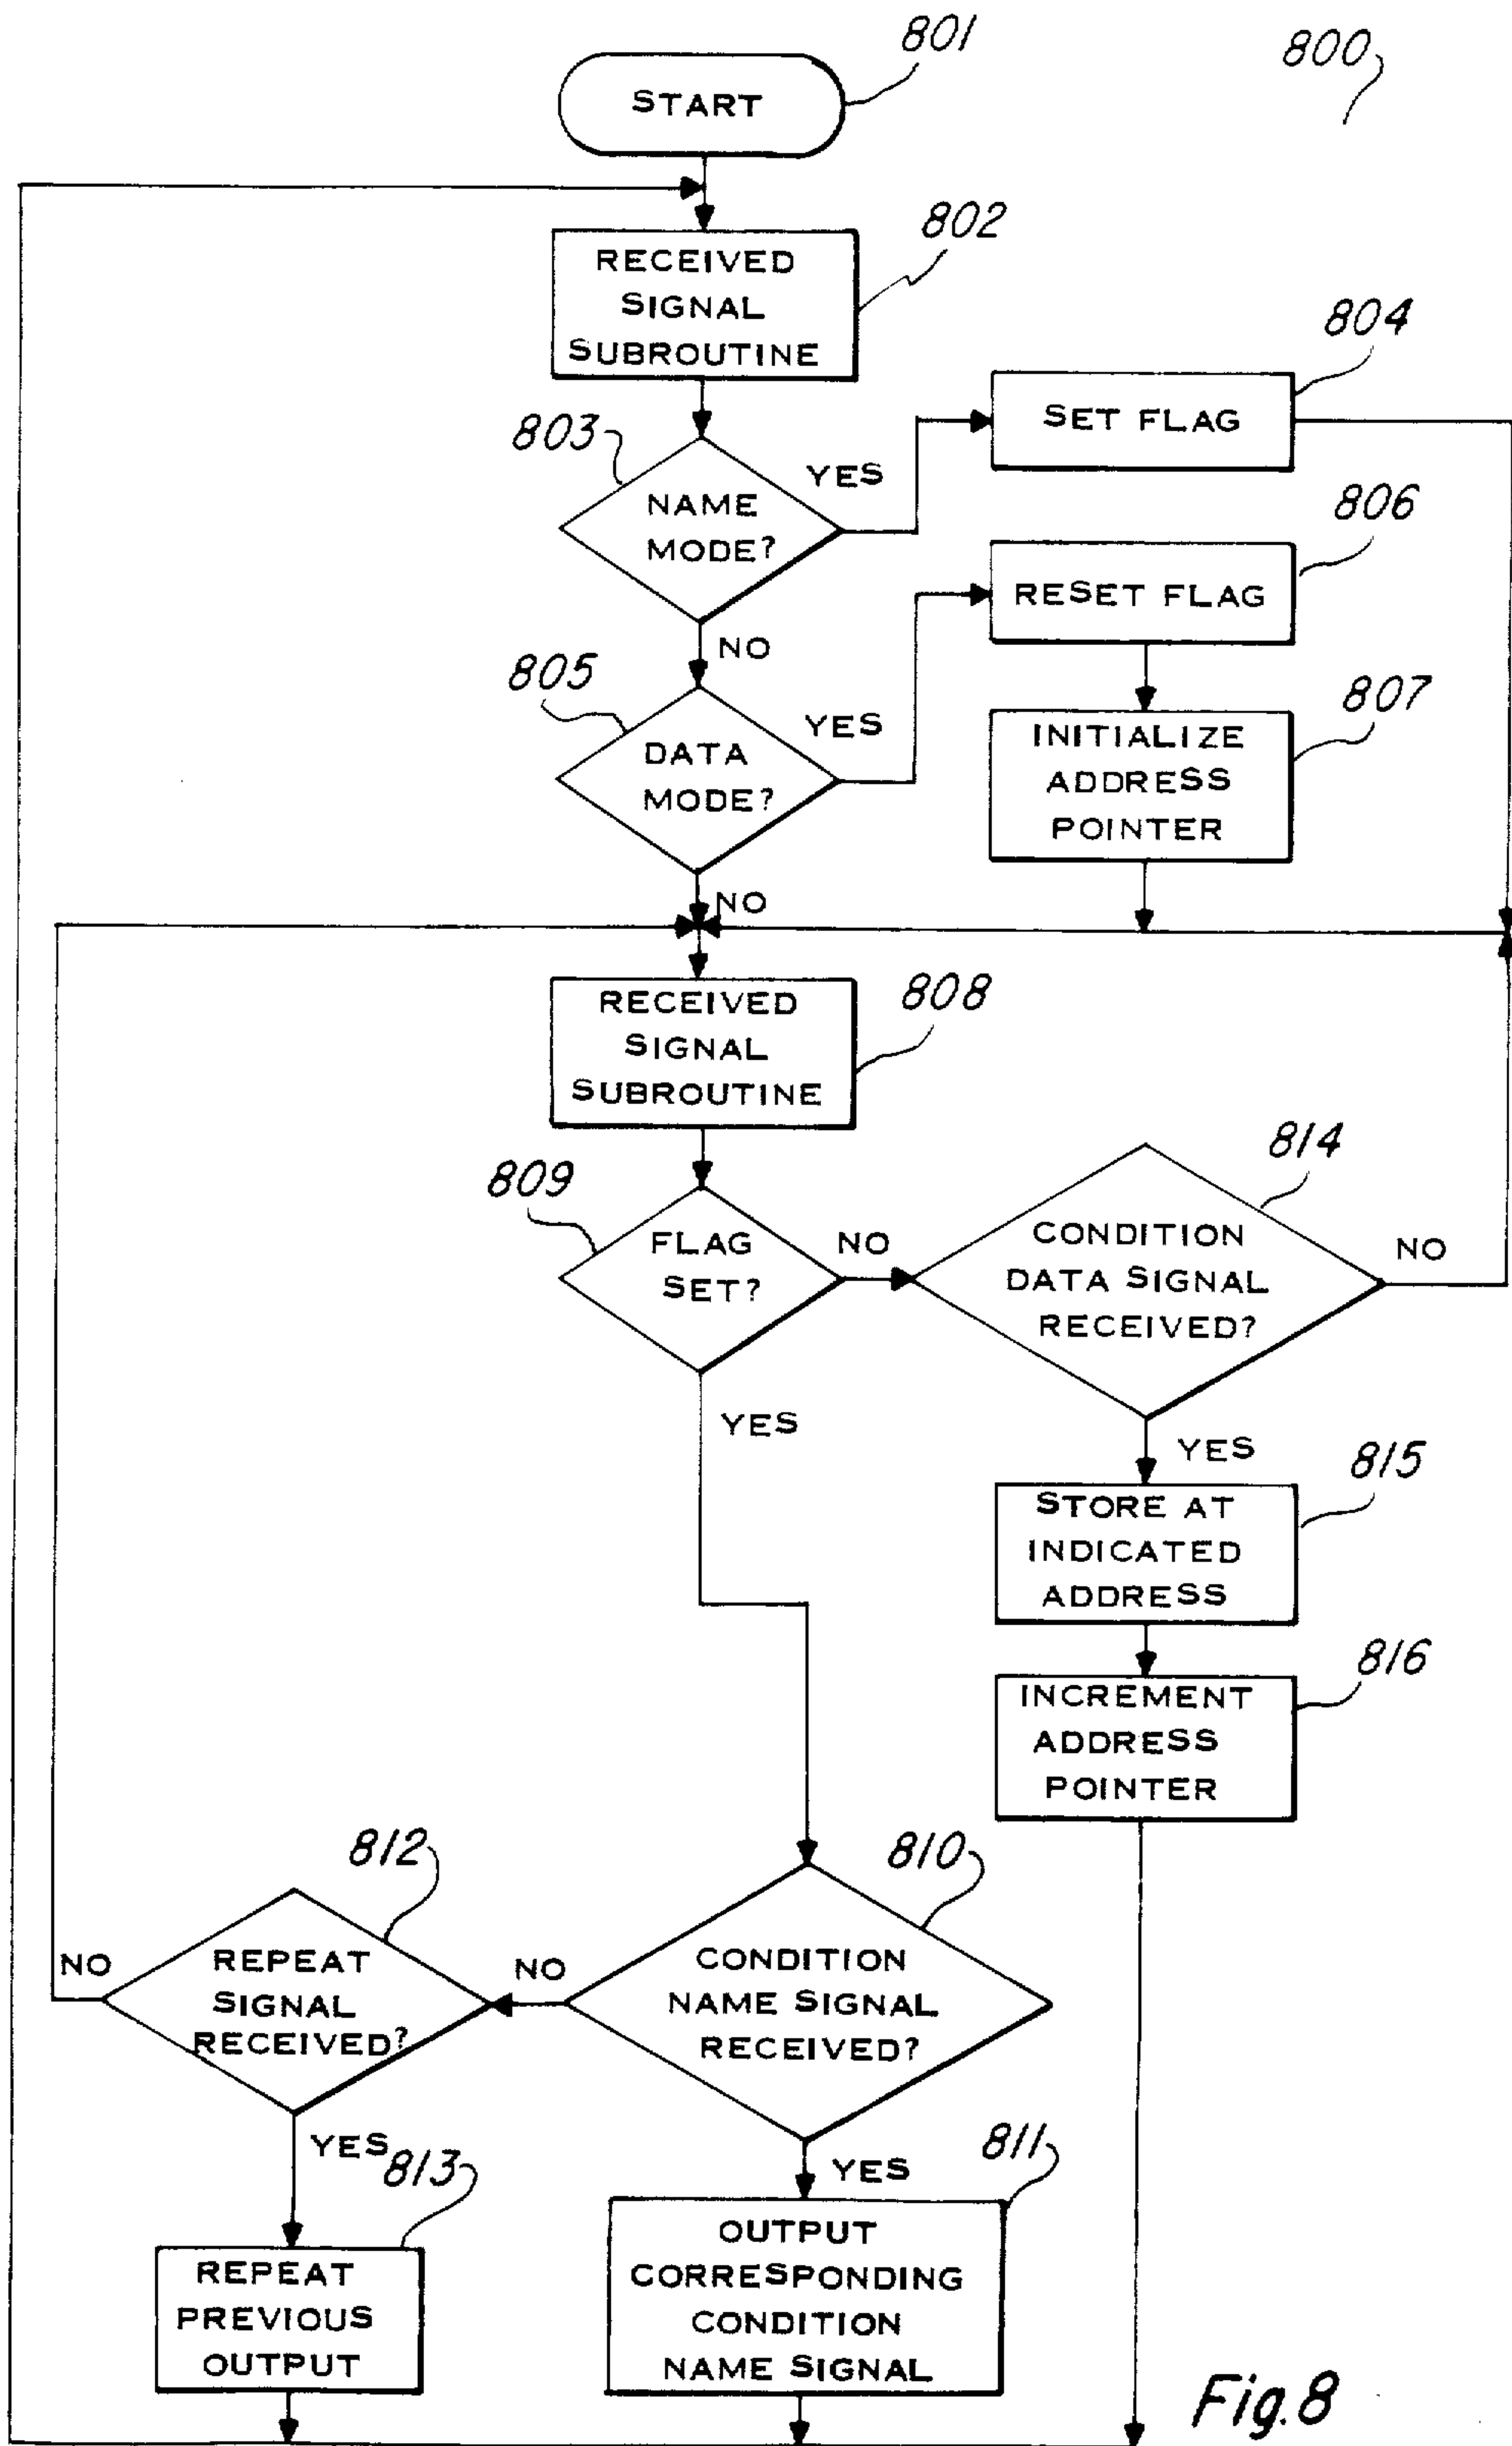 801
800
START
802
RECEIVED
SIGNAL
SUBROUTINE
804
SET FLAG
803
YES
NAME
MODE?
806
RESET FLAG
NO
805
YES
807
DATA
MODE?
INITIALIZE
ADDRESS
POINTER
NO
808
RECEIVED
SIGNAL
SUBROUTINE
814
809
FLAG
SET?
NO
CONDITION
DATA SIGNAL
RECEIVED?
NO
YES
YES
815
STORE AT
INDICATED
ADDRESS
816
INCREMENT
ADDRESS
POINTER
812
810
NO
REPEAT
SIGNAL
RECEIVED?
NO
CONDITION
NAME SIGNAL
RECEIVED?
YES
813
YES
811
REPEAT
PREVIOUS
OUTPUT
OUTPUT
CORRESPONDING
CONDITION
NAME SIGNAL
Fig. 8